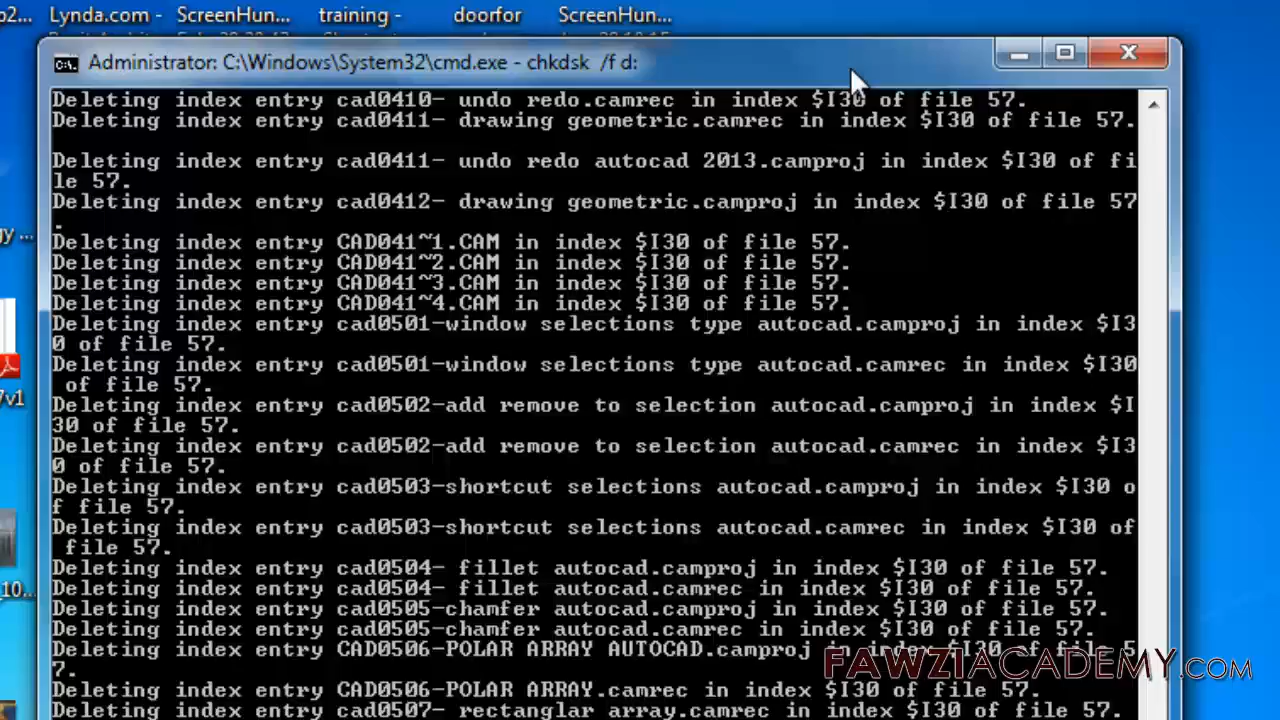 p2... Lynda.com - ScreenHun... training - doorfor ScreenHun...
Administrator: C:\Windows\System32\cmd.exe - chkdsk /f d:
Deleting index entry cad0410- undo redo.camrec in index $I30 of file 57.
Deleting index entry cad0411- drawing geometric.camrec in index $I30 of file 57.
Deleting index entry cad0411- undo redo autocad 2013.camproj in index $I30 of fi
le 57.
Deleting index entry cad0412- drawing geometric.camproj in index $I30 of file 57
.
gy ...
Deleting index entry CAD041~1.CAM in index $I30 of file 57.
Deleting index entry CAD041~2.CAM in index $I30 of file 57.
Deleting index entry CAD041~3.CAM in index $I30 of file 57.
Deleting index entry CAD041~4.CAM in index $I30 of file 57.
Deleting index entry cad0501-window selections type autocad.camproj in index $I3
0 of file 57.
Deleting index entry cad0501-window selections type autocad.camrec in index $I30
of file 57.
7v1
Deleting index entry cad0502-add remove to selection autocad.camproj in index $I
30 of file 57.
Deleting index entry cad0502-add remove to selection autocad.camrec in index $I3
0 of file 57.
Deleting index entry cad0503-shortcut selections autocad.camproj in index $I30 o
f file 57.
Deleting index entry cad0503-shortcut selections autocad.camrec in index $I30 of
file 57.
Deleting index entry cad0504- fillet autocad.camproj in index $I30 of file 57.
_10...
Deleting index entry cad0504- fillet autocad.camrec in index $I30 of file 57.
Deleting index entry cad0505-chamfer autocad.camproj in index $I30 of file 57.
Deleting index entry cad0505-chamfer autocad.camrec in index $I30 of file 57.
Deleting index entry CAD0506-POLAR ARRAY AUTOCAD.camproj in index $I30 of file 5
7.
FAWZIACADEMY.COM
Deleting index entry CAD0506-POLAR ARRAY.camrec in index $I30 of file 57.
Deleting index entry cad0507- rectanglar array.camrec in index $I30 of file 57.